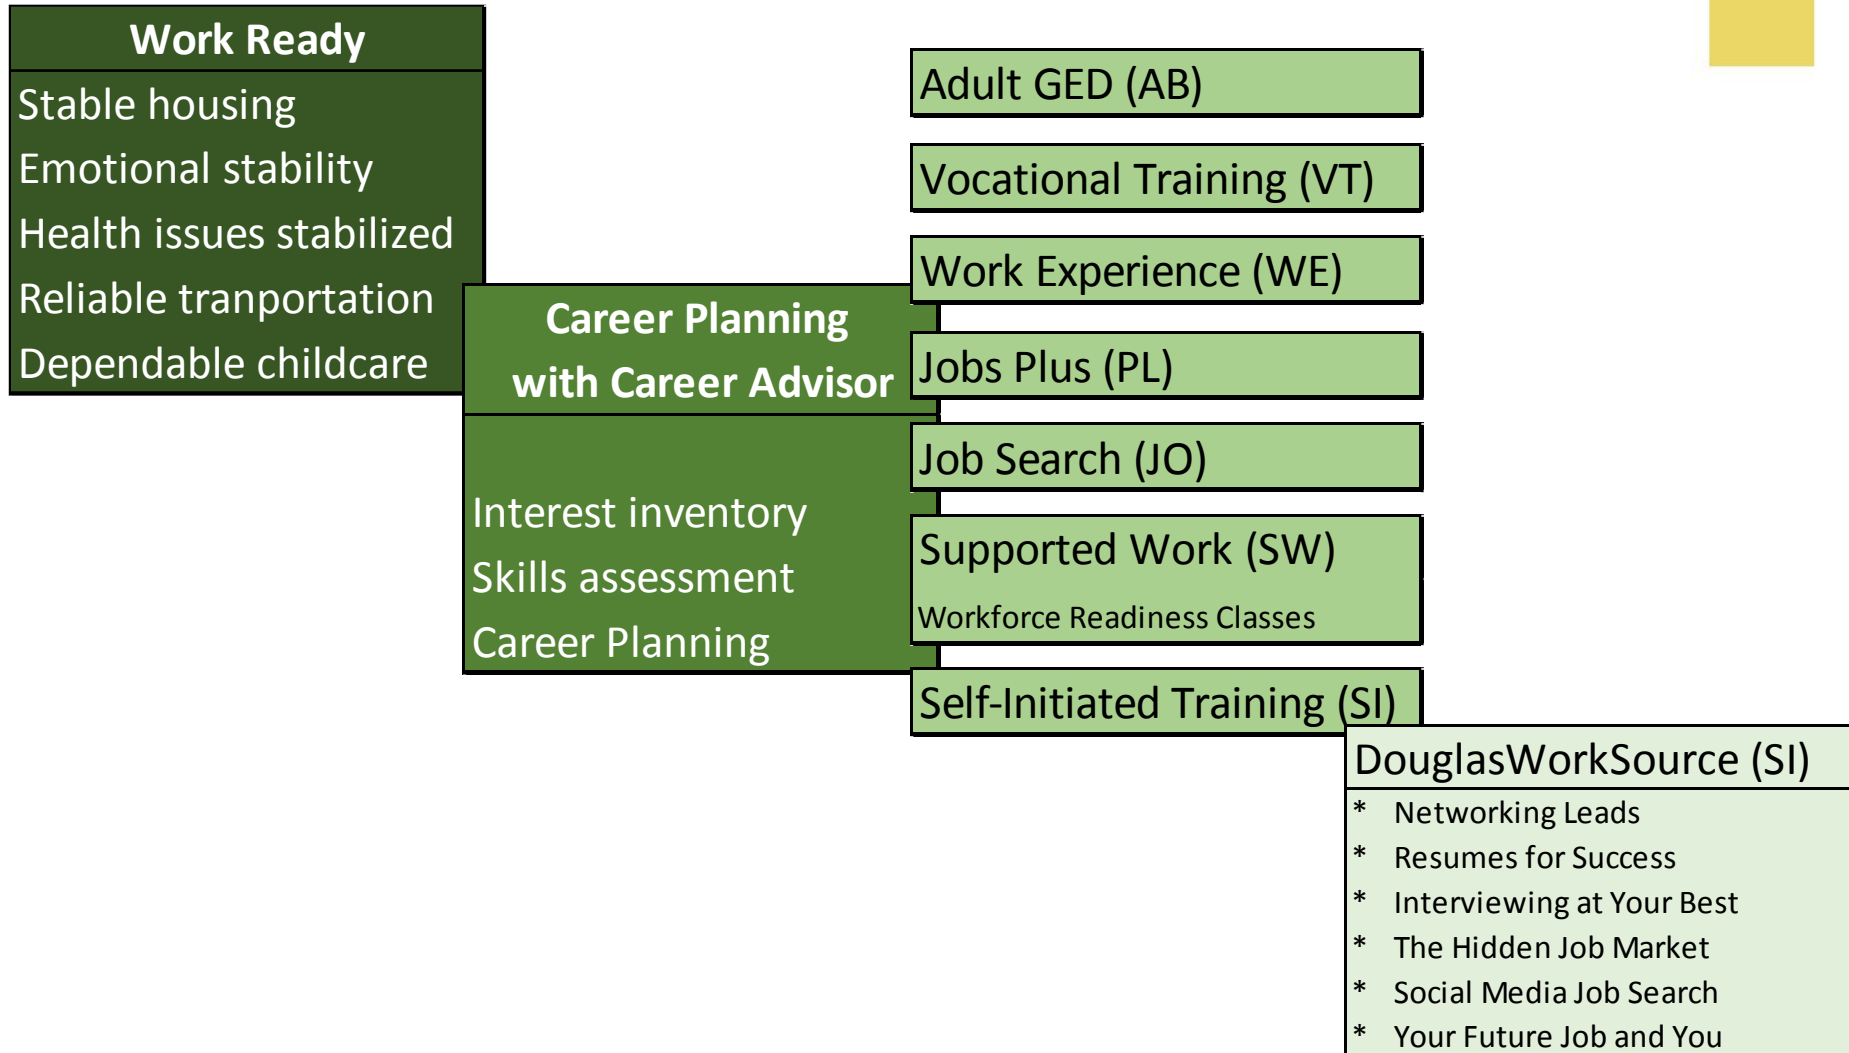 Work Ready
Stable housing
Emotional stability
Health issues stabilized
Reliable tranportation
Dependable childcare
Career Planning
with Career Advisor
Interest inventory
Skills assessment
Career Planning
Adult GED (AB)
Vocational Training (VT)
Work Experience (WE)
Jobs Plus (PL)
Job Search (JO)
Supported Work (SW)
Workforce Readiness Classes
Self-Initiated Training (SI)
DouglasWorkSource (SI)
* Networking Leads
* Resumes for Success
* Interviewing at Your Best
* The Hidden Job Market
* Social Media Job Search
* Your Future Job and You